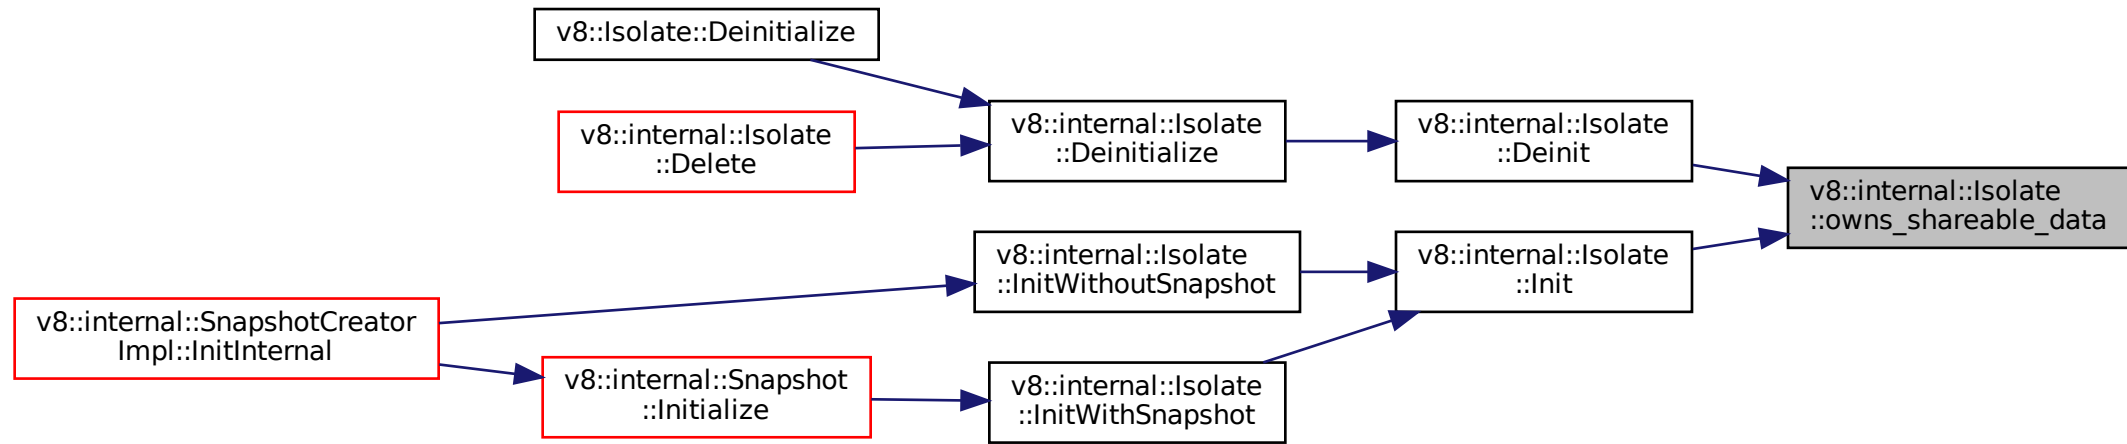 v8::Isolate::Deinitialize
v8::internal::Isolate
::Delete
v8::internal::Isolate
::Deinitialize
v8::internal::Isolate
::Deinit
v8::internal::Isolate
::owns_shareable_data
v8::internal::Isolate
::InitWithoutSnapshot
v8::internal::Isolate
::Init
v8::internal::SnapshotCreator
Impl::InitInternal
v8::internal::Snapshot
::Initialize
v8::internal::Isolate
::InitWithSnapshot